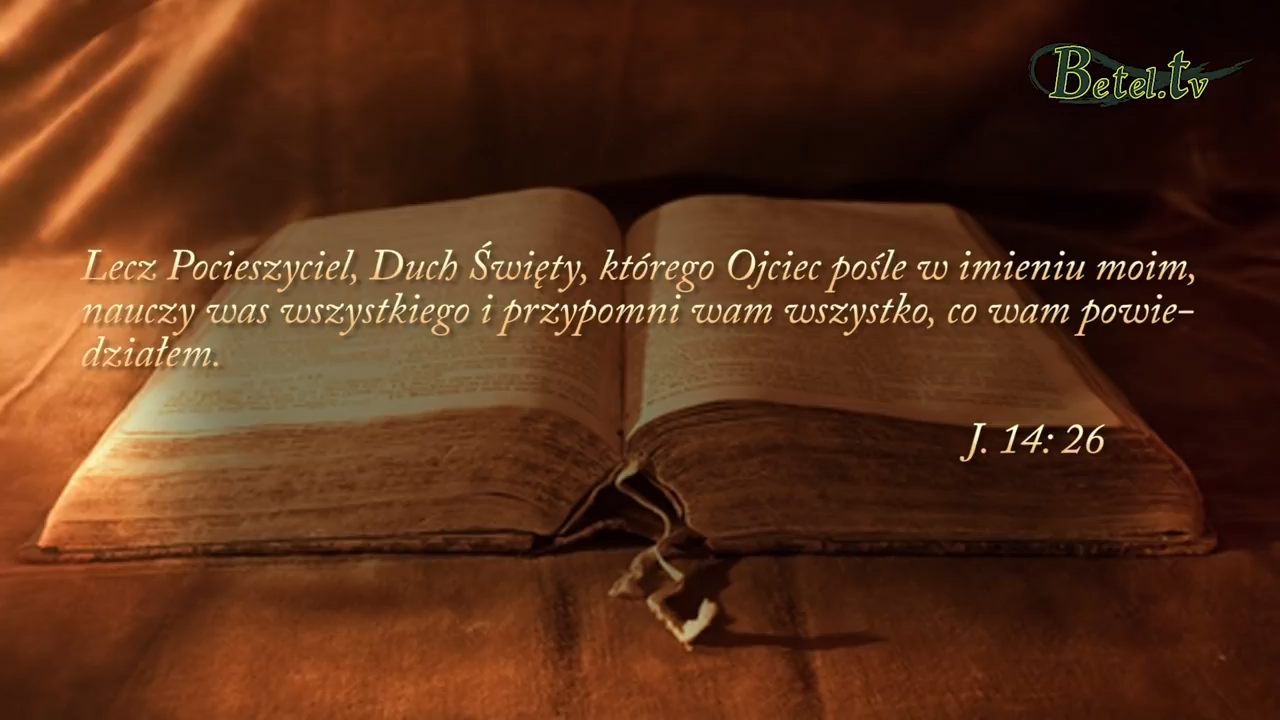 Betel.tv
Lecz Pocieszyciel, Duch Święty, którego Ojciec pośle w imieniu moim,
nauczy was wszystkiego i przypomni wam wszystko, co wam powie-
działem.
J. 14: 26